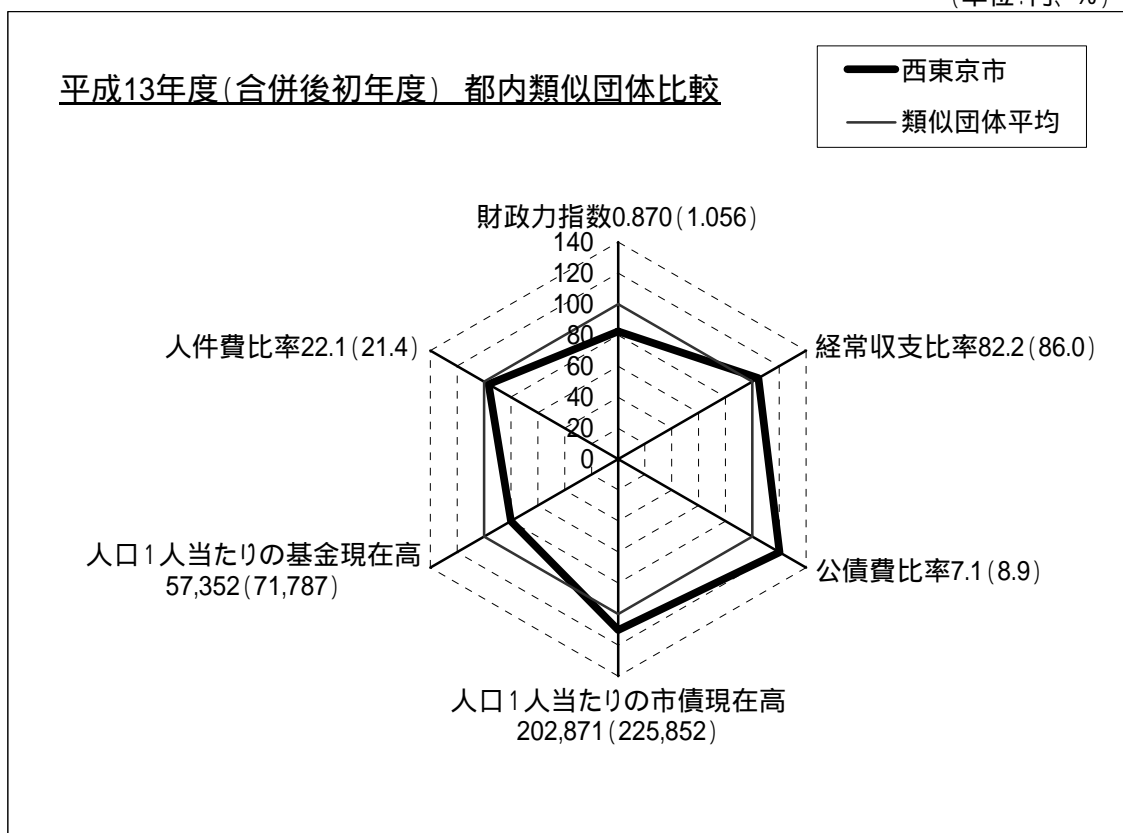 (単位:円、%)
平成13年度(合併後初年度) 都内類似団体比較
西東京市
類似団体平均
財政力指数0.870(1.056)
140
120
100
80
60
40
20
0
経常収支比率82.2(86.0)
公債費比率7.1(8.9)
人口1人当たりの市債現在高
202,871(225,852)
人口1人当たりの基金現在高
57,352(71,787)
人件費比率22.1(21.4)